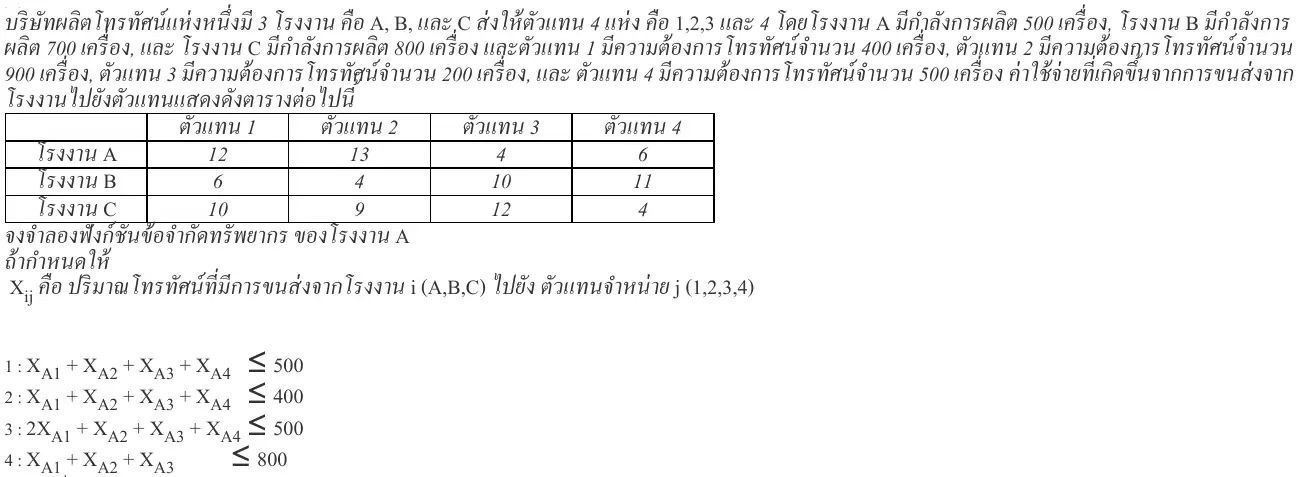 บริษัทผลิตโทรทัศน์แห่งหนึ่งมี 3 โรงงาน คือ A, B, และ C ส่งให้ตัวแทน 4 แห่ง คือ 1,2,3 และ 4 โดยโรงงาน A มีกำลังการผลิต 500 เครื่อง, โรงงาน B มีกำลังการ
ผลิต 700 เครื่อง, และ โรงงาน C มีกำลังการผลิต 800 เครื่อง และตัวแทน 1 มีความต้องการโทรทัศน์จำนวน 400 เครื่อง, ตัวแทน 2 มีความต้องการโทรทัศน์จำนวน
900 เครื่อง, ตัวแทน 3 มีความต้องการโทรทัศน์จำนวน 200 เครื่อง, และ ตัวแทน 4 มีความต้องการโทรทัศน์จำนวน 500 เครื่อง ค่าใช้จ่ายที่เกิดขึ้นจากการขนส่งจาก
โรงงานไปยังตัวแทนแสดงดังตารางต่อไปนี้
ตัวแทน 1 ตัวแทน 2 ตัวแทน 3 ตัวแทน 4
โรงงาน A 12 13 4 6
โรงงาน B 6 4 10 11
โรงงาน C 10 9 12 4
จงจำลองฟังก์ชันข้อจำกัดทรัพยากร ของโรงงาน A
ถ้ากำหนดให้
X_ij คือ ปริมาณโทรทัศน์ที่มีการขนส่งจากโรงงาน i (A,B,C) ไปยัง ตัวแทนจำหน่าย j (1,2,3,4)
1 : X_A1 + X_A2 + X_A3 + X_A4 ≤ 500
2 : X_A1 + X_A2 + X_A3 + X_A4 ≤ 400
3 : 2X_A1 + X_A2 + X_A3 + X_A4 ≤ 500
4 : X_A1 + X_A2 + X_A3 ≤ 800